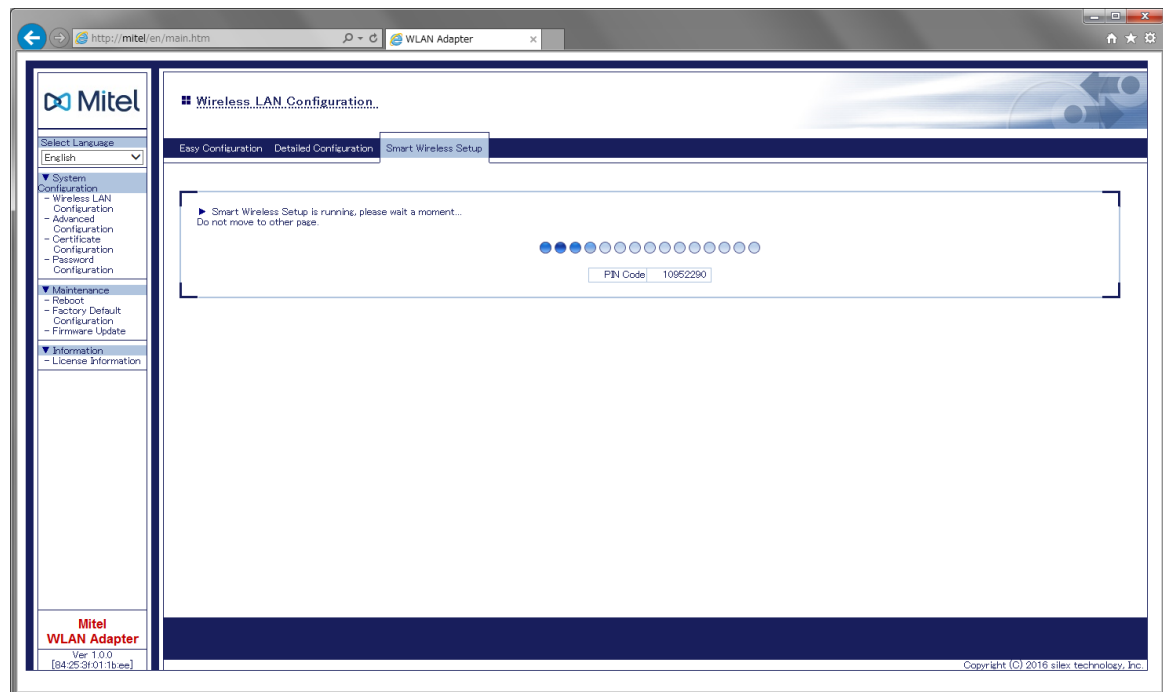 http://mitel/en/main.htm
WLAN Adapter
Mitel
Wireless LAN Configuration
Select Language
English
Easy Configuration Detailed Configuration Smart Wireless Setup
▼ System
Configuration
- Wireless LAN
Configuration
- Advanced
Configuration
- Certificate
Configuration
- Password
Configuration
▼ Maintenance
- Reboot
- Factory Default
Configuration
- Firmware Update
▼ Information
- License Information
► Smart Wireless Setup is running, please wait a moment...
Do not move to other page.
PIN Code 10952290
Mitel
WLAN Adapter
Ver 1.0.0
[84:25:3f:01:1b:ee]
Copyright (C) 2016 silex technology, Inc.